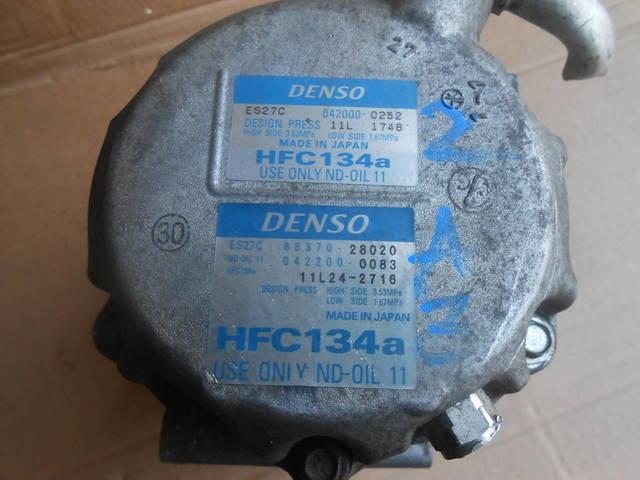 27
DENSO
ES27C 042000-0252
DESIGN PRESS 11L 1746
HIGH SIDE 3.53MPa LOW SIDE 1.67MPa
MADE IN JAPAN
HFC134a
USE ONLY ND-OIL 11
2
30
DENSO
ES27C 88370-28020
ND-OIL 11 042200-0083
HFC134a 11L24-2716
DESIGN PRESS HIGH SIDE 3.53MPa
LOW SIDE 1.67MPa
MADE IN JAPAN
HFC134a
USE ONLY ND-OIL 11
A
3